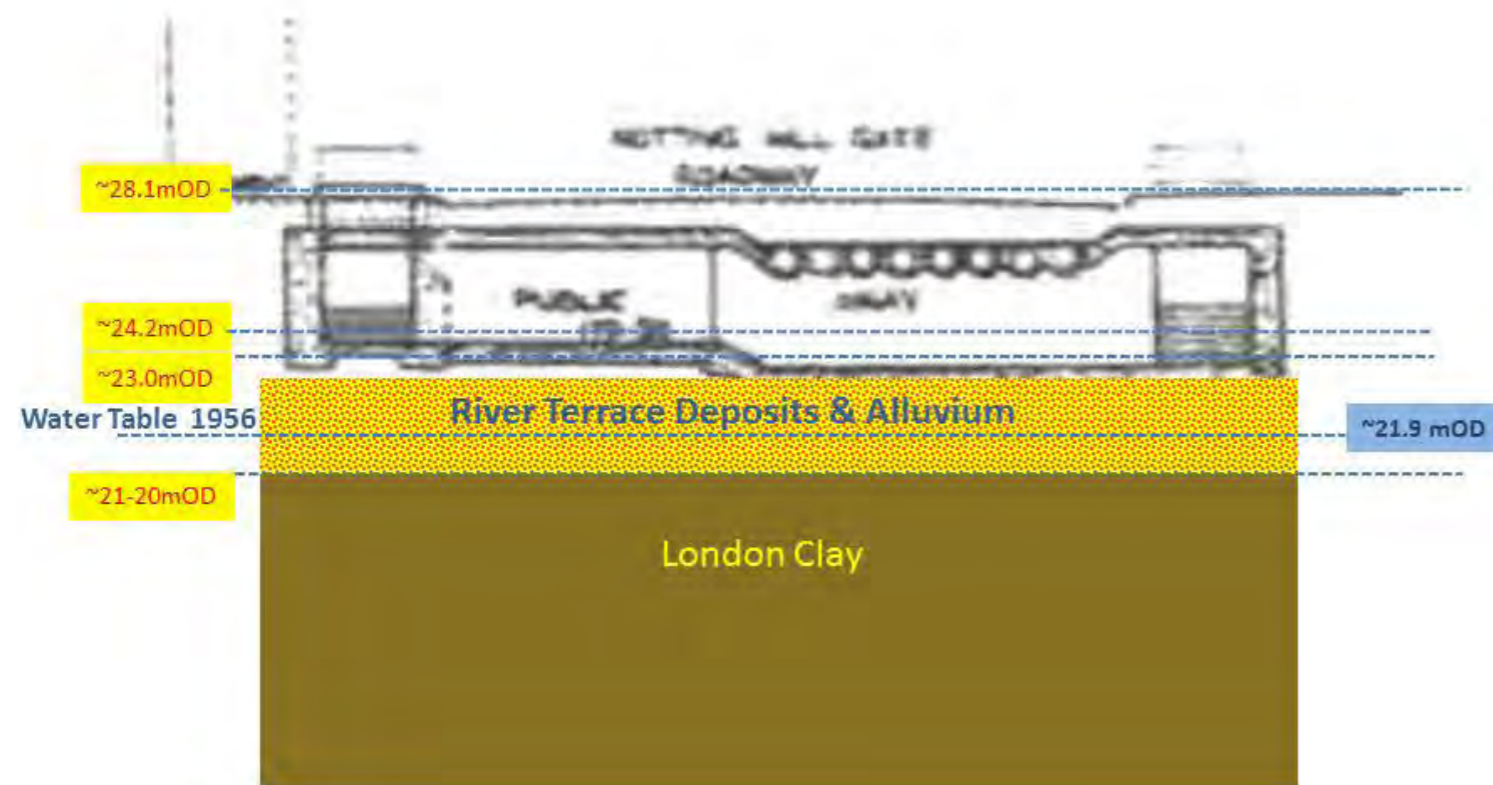 NOTTING HILL GATE
ROADWAY
~28.1mOD
PUBLIC
~24.2mOD
~23.0mOD
River Terrace Deposits & Alluvium
Water Table 1956
~21.9 mOD
~21-20mOD
London Clay